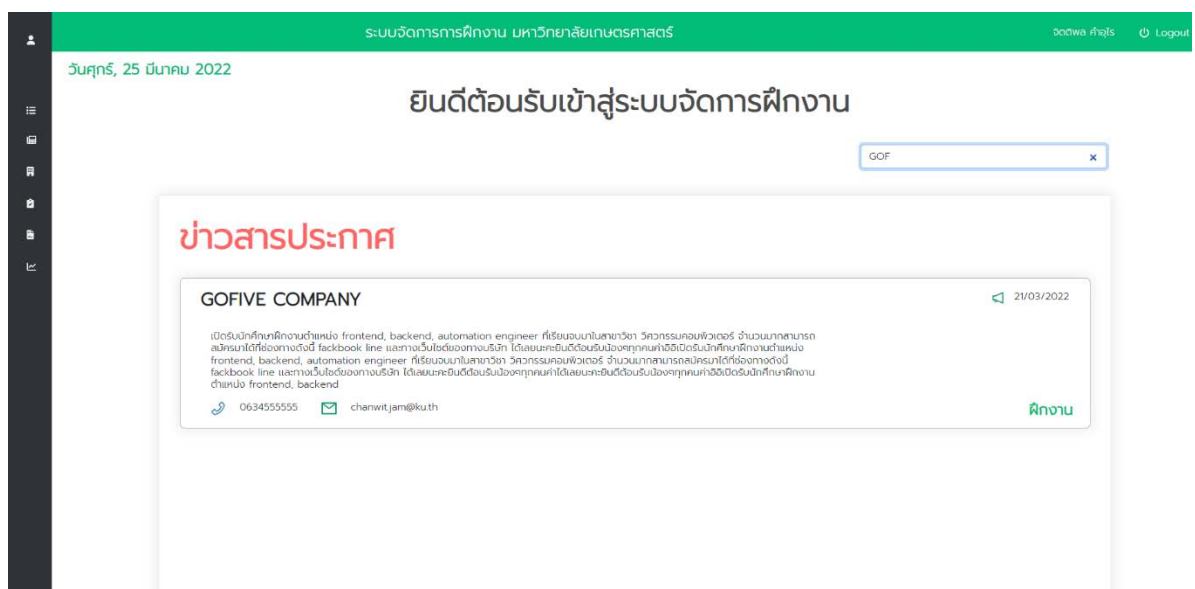 ระบบจัดการการฝึกงาน มหาวิทยาลัยเกษตรศาสตร์
Logout
วันศุกร์, 25 มีนาคม 2022
ยินดีต้อนรับเข้าสู่ระบบจัดการฝึกงาน
GOF
ข่าวสารประกาศ
GOFIVE COMPANY
21/03/2022
เปิดรับนักศึกษาฝึกงานตำแหน่ง frontend, backend, automation engineer ที่เรียนจบมาในสาขาวิชา วิศวกรรมคอมพิวเตอร์ จำนวนมากสามารถ
สมัครมาได้ที่ช่องทางดังนี้ fackbook line และทางเว็บไซต์ของทางบริษัท ได้เลยนะคะยินดีต้อนรับน้องๆทุกคนค่าอิอิเปิดรับนักศึกษาฝึกงานตำแหน่ง
frontend, backend, automation engineer ที่เรียนจบมาในสาขาวิชา วิศวกรรมคอมพิวเตอร์ จำนวนมากสามารถสมัครมาได้ที่ช่องทางดังนี้
fackbook line และทางเว็บไซต์ของทางบริษัท ได้เลยนะคะยินดีต้อนรับน้องๆทุกคนค่าได้เลยนะคะยินดีต้อนรับน้องๆทุกคนค่าอิอิเปิดรับนักศึกษาฝึกงาน
ตำแหน่ง frontend, backend
0634555555 chanwit.jam@ku.th
ฝึกงาน